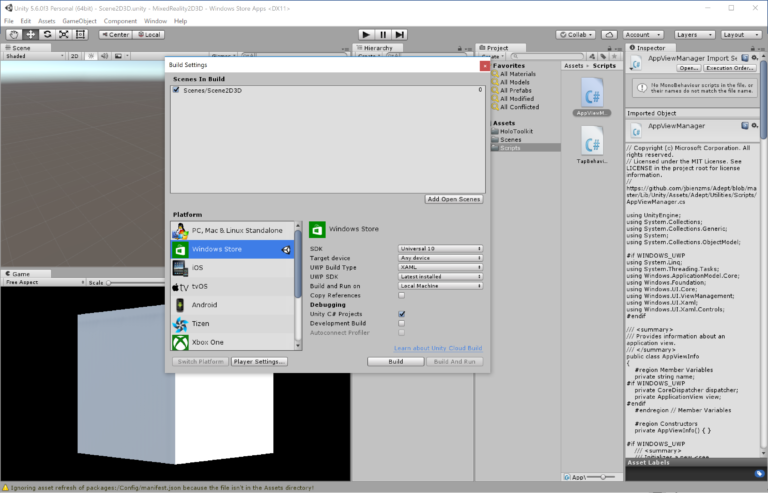 Unity 5.6.0f3 Personal (64bit) - Scene2D3D.unity - MixedReality2D3D - Windows Store Apps <DX11>
File Edit Assets GameObject Component Window Help
Center Local
Collab Account Layers Layout
Scene
Shaded 2D
Game
Free Aspect Scale
Hierarchy
Create
Project
Create
Favorites
All Materials
All Models
All Prefabs
All Modified
All Conflicted
Assets
HoloToolkit
Scenes
Scripts
Assets Scripts
C#
AppViewM...
C#
TapBehavi...
App\
Build Settings
Scenes In Build
Scenes/Scene2D3D 0
Add Open Scenes
Platform
PC, Mac & Linux Standalone
Windows Store
iOS
tv tvOS
Android
Tizen
Xbox One
Windows Store
SDK Universal 10
Target device Any device
UWP Build Type XAML
UWP SDK Latest installed
Build and Run on Local Machine
Copy References
Debugging
Unity C# Projects
Development Build
Autoconnect Profiler
Learn about Unity Cloud Build
Switch Platform Player Settings... Build Build And Run
Inspector
AppViewManager Import Se
Open... Execution Order...
No MonoBehaviour scripts in the file, or
their names do not match the file name.
Imported Object
AppViewManager
// Copyright (c) Microsoft Corporation. All
rights reserved.
// Licensed under the MIT License. See
LICENSE in the project root for license
information.
//
https://github.com/jbienzms/Adept/blob/ma
ster/Lib/Unity/Assets/Adept/Utilities/Scripts/
AppViewManager.cs
using UnityEngine;
using System.Collections;
using System.Collections.Generic;
using System;
using System.Collections.ObjectModel;
#if WINDOWS_UWP
using System.Linq;
using System.Threading.Tasks;
using Windows.ApplicationModel.Core;
using Windows.Foundation;
using Windows.UI.Core;
using Windows.UI.ViewManagement;
using Windows.UI.Xaml;
using Windows.UI.Xaml.Controls;
#endif
/// <summary>
/// Provides information about an
application view.
/// </summary>
public class AppViewInfo
{
#region Member Variables
private string name;
#if WINDOWS_UWP
private CoreDispatcher dispatcher;
private ApplicationView view;
#endif
#endregion // Member Variables
#region Constructors
private AppViewInfo() { }
#if WINDOWS_UWP
/// <summary>
Asset Labels
Ignoring asset refresh of packages:/Config/manifest.json because the file isn't in the Assets directory!